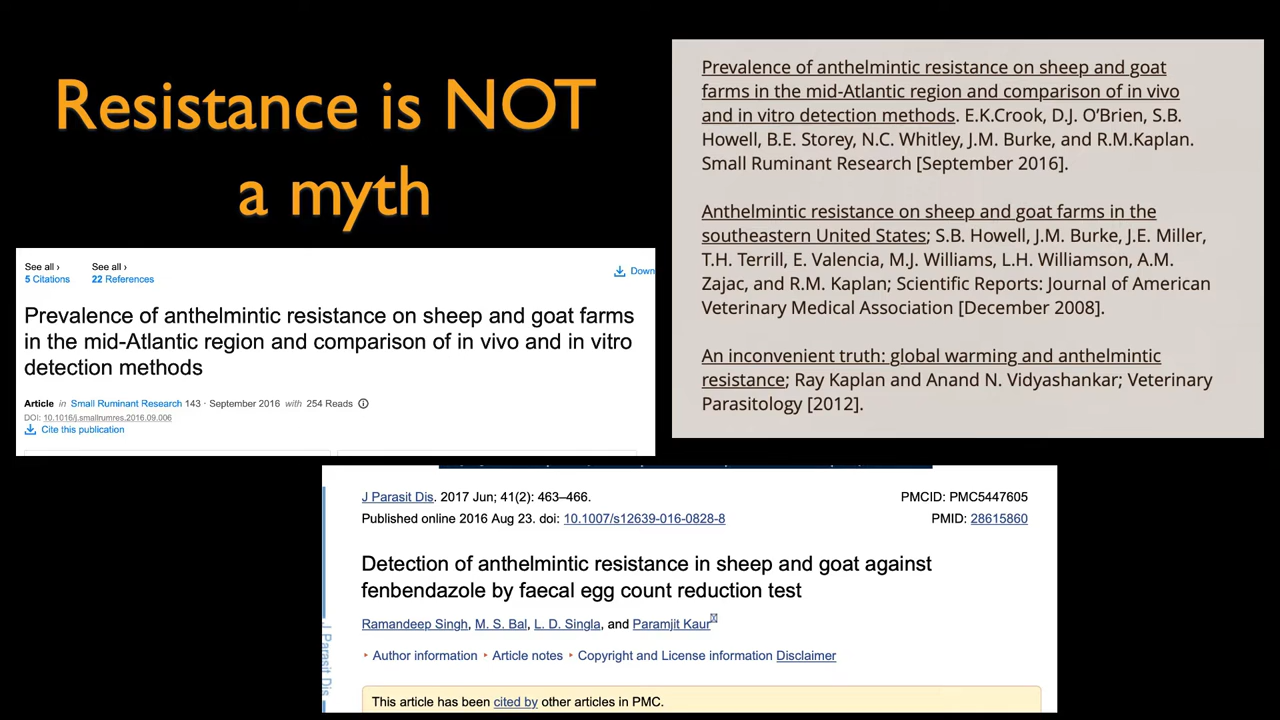 Resistance is NOT
a myth
See all ›
5 Citations
See all ›
22 References
Down
Prevalence of anthelmintic resistance on sheep and goat farms
in the mid-Atlantic region and comparison of in vivo and in vitro
detection methods
Article in Small Ruminant Research 143 · September 2016 with 254 Reads
DOI: 10.1016/j.smallrumres.2016.09.006
Cite this publication
Prevalence of anthelmintic resistance on sheep and goat
farms in the mid-Atlantic region and comparison of in vivo
and in vitro detection methods. E.K.Crook, D.J. O’Brien, S.B.
Howell, B.E. Storey, N.C. Whitley, J.M. Burke, and R.M.Kaplan.
Small Ruminant Research [September 2016].
Anthelmintic resistance on sheep and goat farms in the
southeastern United States; S.B. Howell, J.M. Burke, J.E. Miller,
T.H. Terrill, E. Valencia, M.J. Williams, L.H. Williamson, A.M.
Zajac, and R.M. Kaplan; Scientific Reports: Journal of American
Veterinary Medical Association [December 2008].
An inconvenient truth: global warming and anthelmintic
resistance; Ray Kaplan and Anand N. Vidyashankar; Veterinary
Parasitology [2012].
J Parasit Dis. 2017 Jun; 41(2): 463–466.
Published online 2016 Aug 23. doi: 10.1007/s12639-016-0828-8
PMCID: PMC5447605
PMID: 28615860
Detection of anthelmintic resistance in sheep and goat against
fenbendazole by faecal egg count reduction test
Ramandeep Singh, M. S. Bal, L. D. Singla, and Paramjit Kaur
Author information Article notes Copyright and License information Disclaimer
This article has been cited by other articles in PMC.
J Parasit Dis